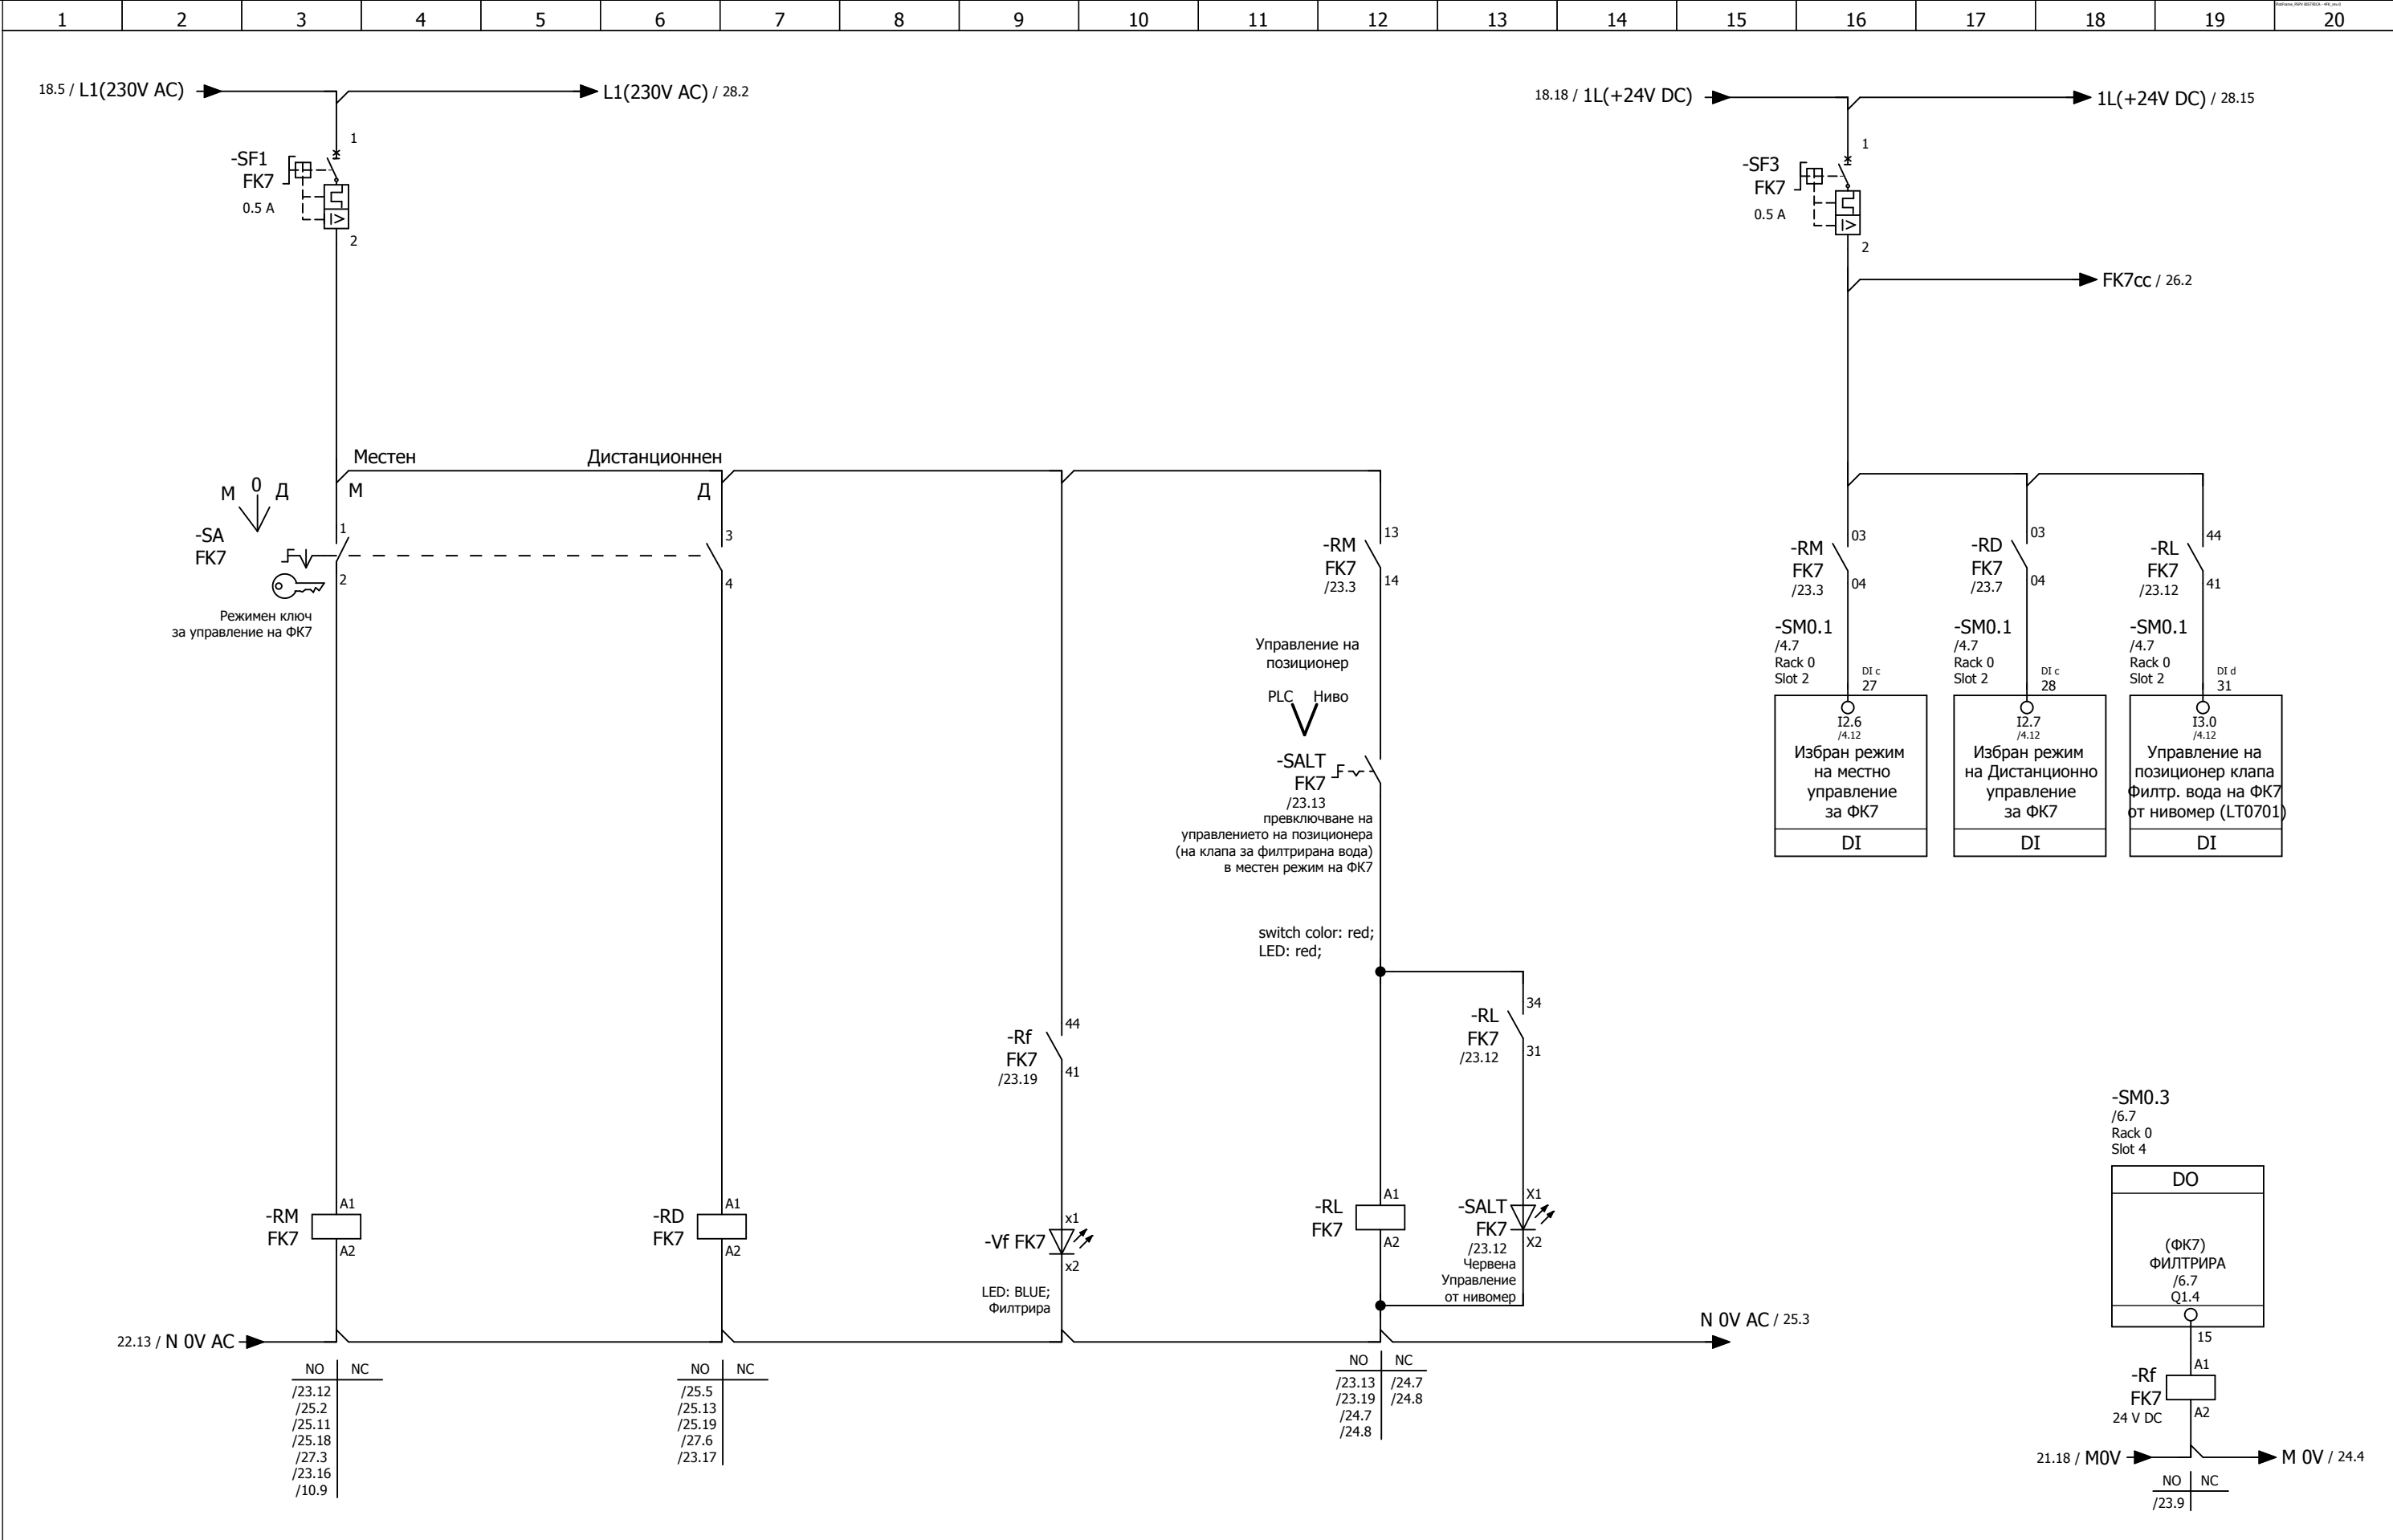 1 2 3 4 5 6 7 8 9 10 11 12 13 14 15 16 17 18 19 20
18.5 / L1(230V AC)
L1(230V AC) / 28.2
18.18 / 1L(+24V DC)
1L(+24V DC) / 28.15
1
-SF1
FK7
0.5 A
2
1
-SF3
FK7
0.5 A
2
FK7cc / 26.2
Местен
Дистанционнен
М 0 Д
М
Д
-SA
FK7
1
2
3
4
Режимен ключ
за управление на ФК7
13
-RM
FK7
/23.3
14
Управление на
позиционер
PLC Ниво
-SALT
FK7
/23.13
превключване на
управлението на позиционера
(на клапа за филтрирана вода)
в местен режим на ФК7
switch color: red;
LED: red;
03
-RM
FK7
/23.3
04
-SM0.1
/4.7
Rack 0
Slot 2
DI c
27
I2.6
/4.12
Избран режим
на местно
управление
за ФК7
DI
03
-RD
FK7
/23.7
04
-SM0.1
/4.7
Rack 0
Slot 2
DI c
28
I2.7
/4.12
Избран режим
на Дистанционно
управление
за ФК7
DI
44
-RL
FK7
/23.12
41
-SM0.1
/4.7
Rack 0
Slot 2
DI d
31
I3.0
/4.12
Управление на
позиционер клапа
Филтр. вода на ФК7
от нивомер (LT0701)
DI
44
-Rf
FK7
/23.19
41
34
-RL
FK7
/23.12
31
A1
-RM
FK7
A2
A1
-RD
FK7
A2
x1
-Vf FK7
x2
LED: BLUE;
Филтрира
A1
-RL
FK7
A2
X1
-SALT
FK7
/23.12
X2
Червена
Управление
от нивомер
-SM0.3
/6.7
Rack 0
Slot 4
DO
(ФК7)
ФИЛТРИРА
/6.7
Q1.4
15
A1
-Rf
FK7
24 V DC
A2
22.13 / N 0V AC
N 0V AC / 25.3
21.18 / M0V
M 0V / 24.4
NO NC
/23.12
/25.2
/25.11
/25.18
/27.3
/23.16
/10.9
NO NC
/25.5
/25.13
/25.19
/27.6
/23.17
NO NC
/23.13 /24.7
/23.19 /24.8
/24.7
/24.8
NO NC
/23.9